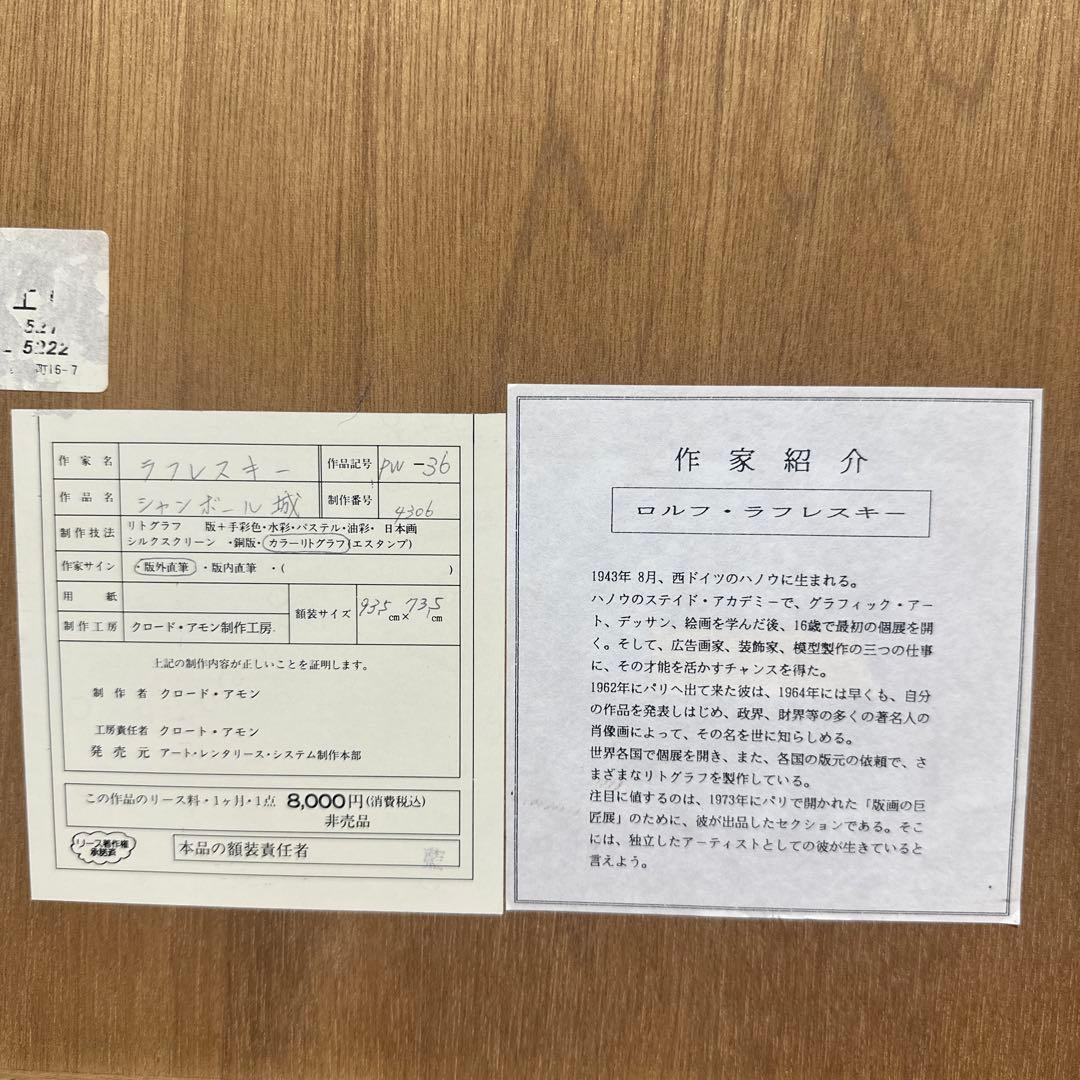 521
5222
町15-7
作家名 ラフレスキー 作品記号 PW-36
作品名 シャンボール城 制作番号 4306
制作技法 リトグラフ 版+手彩色・水彩・パステル・油彩・日本画
シルクスクリーン ・銅版・カラーリトグラフ(エスタンプ)
作家サイン ・版外直筆 ・版内直筆 ・( )
用紙
額装サイズ 93.5cm×73.5cm
制作工房 クロード・アモン制作工房.
上記の制作内容が正しいことを証明します。
制作者 クロード・アモン
工房責任者 クロート・アモン
発売元 アート・レンタリース・システム制作本部
この作品のリース料・1ヶ月・1点 8,000円(消費税込)
非売品
リース著作権
承諾済
本品の額装責任者
作家紹介
ロルフ・ラフレスキー
1943年 8月、西ドイツのハノウに生まれる。
ハノウのステイド・アカデミーで、グラフィック・アー
ト、デッサン、絵画を学んだ後、16歳で最初の個展を開
く。そして、広告画家、装飾家、模型製作の三つの仕事
に、その才能を活かすチャンスを得た。
1962年にパリへ出て来た彼は、1964年には早くも、自分
の作品を発表しはじめ、政界、財界等の多くの著名人の
肖像画によって、その名を世に知らしめる。
世界各国で個展を開き、また、各国の版元の依頼で、さ
まざまなリトグラフを製作している。
注目に値するのは、1973年にパリで開かれた「版画の巨
匠展」のために、彼が出品したセクションである。そこ
には、独立したアーティストとしての彼が生きていると
言えよう。